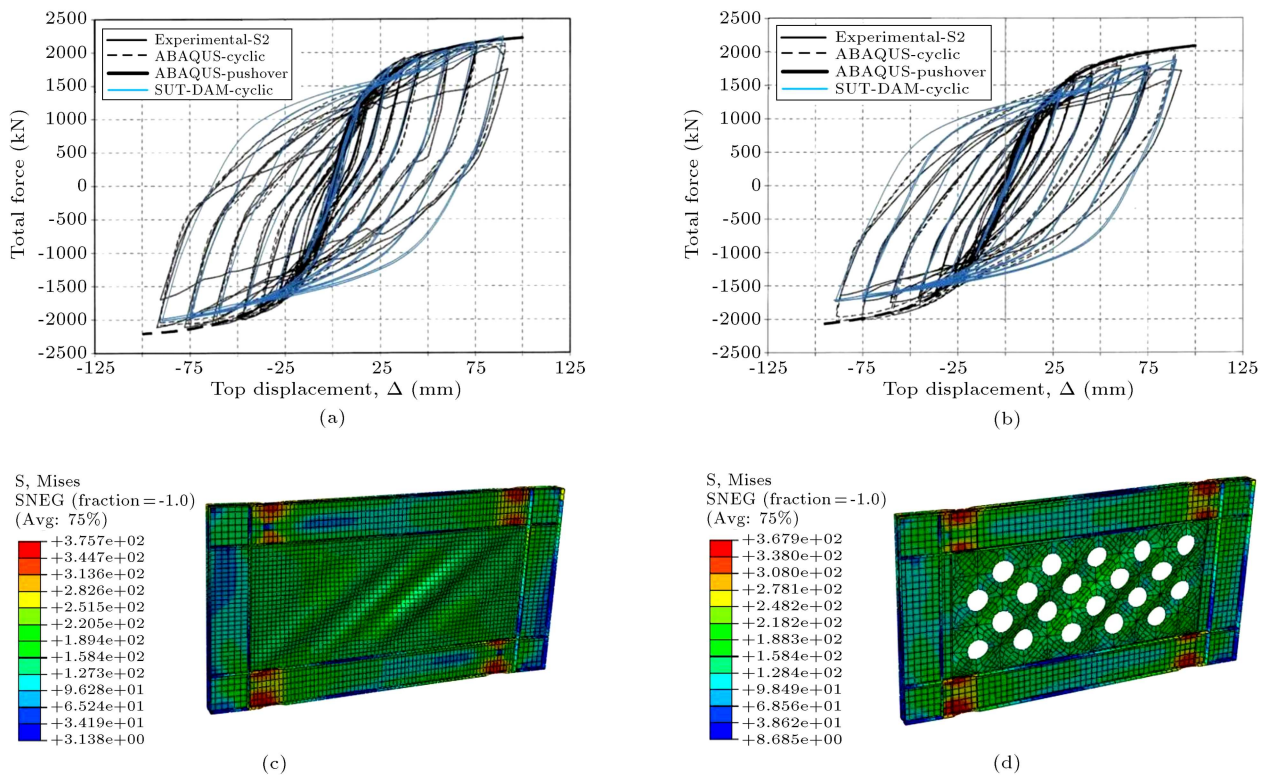 2500
2000
1500
1000
500
0
-500
-1000
-1500
-2000
-2500
Total force (kN)
Experimental-S2
ABAQUS-cyclic
ABAQUS-pushover
SUT-DAM-cyclic
-125 -75 -25 25 75 125
Top displacement, Δ (mm)
(a)
2500
2000
1500
1000
500
0
-500
-1000
-1500
-2000
-2500
Total force (kN)
Experimental-S2
ABAQUS-cyclic
ABAQUS-pushover
SUT-DAM-cyclic
-125 -75 -25 25 75 125
Top displacement, Δ (mm)
(b)
S, Mises
SNEG (fraction=-1.0)
(Avg: 75%)
+3.757e+02
+3.447e+02
+3.136e+02
+2.826e+02
+2.515e+02
+2.205e+02
+1.894e+02
+1.584e+02
+1.273e+02
+9.628e+01
+6.524e+01
+3.419e+01
+3.138e+00
(c)
S, Mises
SNEG (fraction=-1.0)
(Avg: 75%)
+3.679e+02
+3.380e+02
+3.080e+02
+2.781e+02
+2.482e+02
+2.182e+02
+1.883e+02
+1.584e+02
+1.284e+02
+9.849e+01
+6.856e+01
+3.862e+01
+8.685e+00
(d)